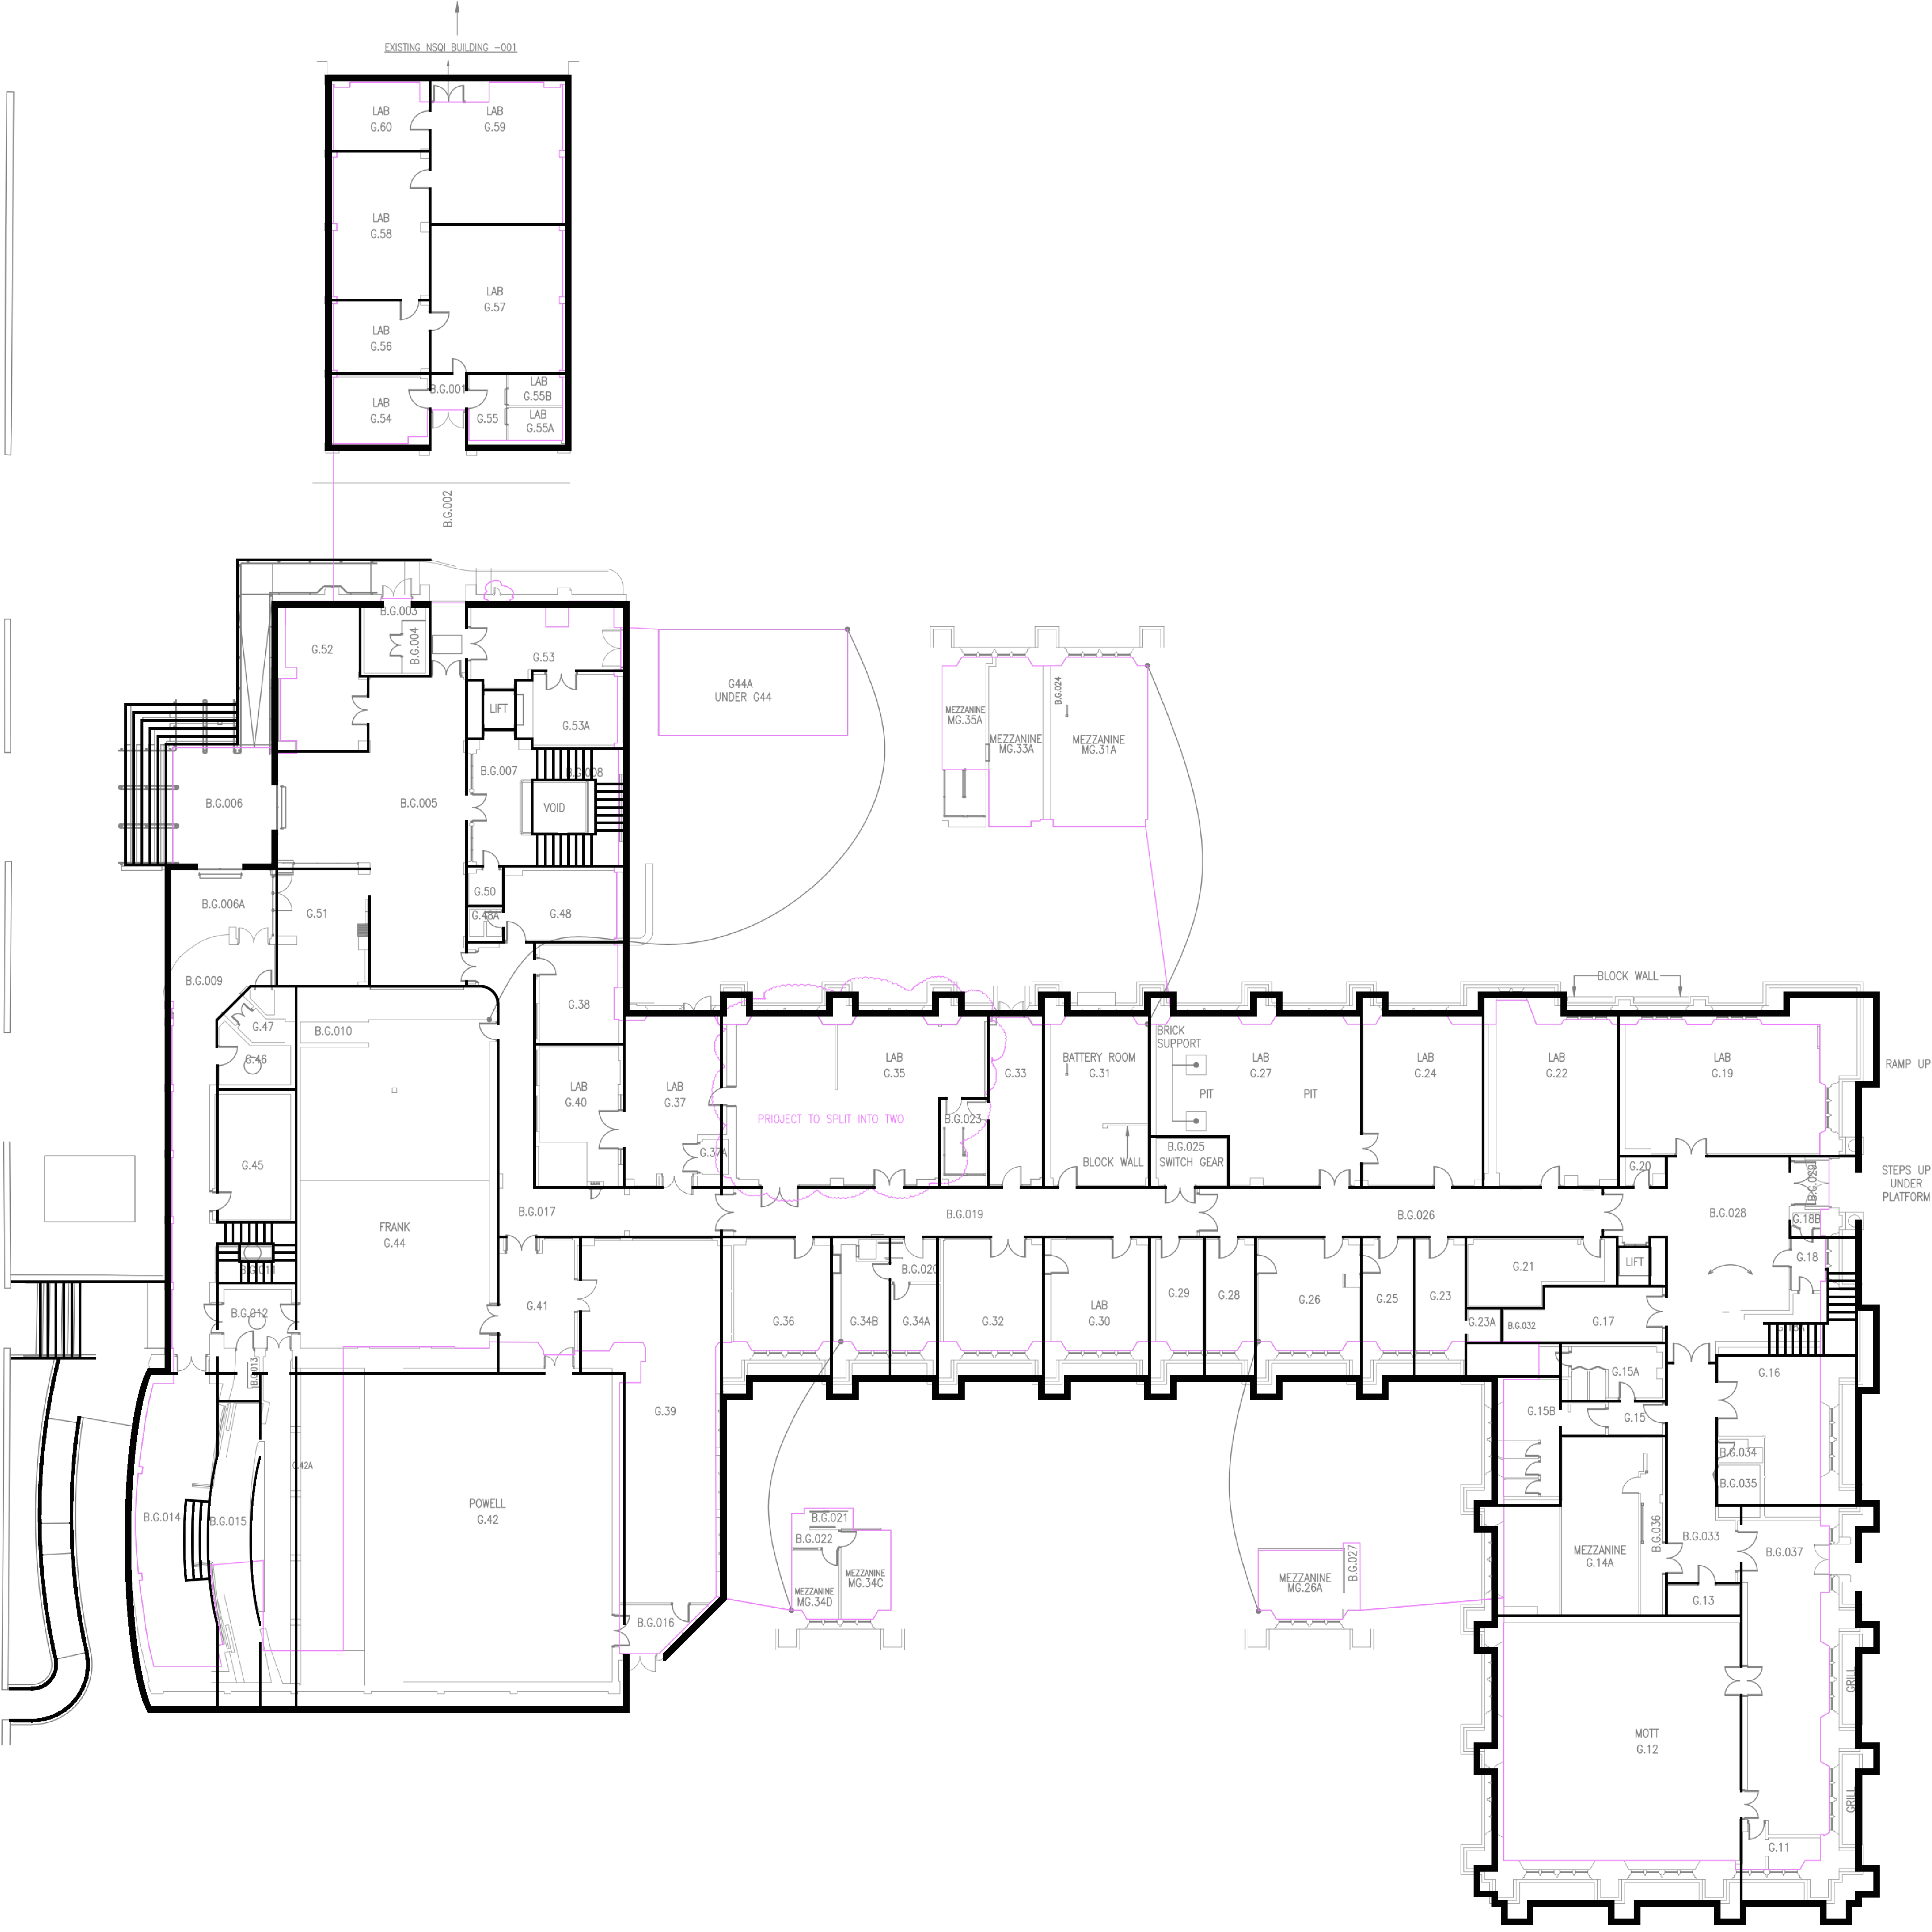 EXISTING NSQI BUILDING -001
LAB
G.60
LAB
G.59
LAB
G.58
LAB
G.57
LAB
G.56
LAB
G.54
B.G.001
G.55
LAB
G.55B
LAB
G.55A
B.G.002
B.G.003
B.G.004
G.52
G.53
LIFT
G.53A
G44A
UNDER G44
B.G.024
MEZZANINE
MG.35A
MEZZANINE
MG.33A
MEZZANINE
MG.31A
B.G.006
B.G.005
B.G.007
B.G.008
VOID
G.50
G.48A
G.48
B.G.006A
G.51
B.G.009
G.47
B.G.010
G.46
G.38
BLOCK WALL
BRICK
SUPPORT
LAB
G.40
LAB
G.37
LAB
G.35
G.33
BATTERY ROOM
G.31
LAB
G.27
PIT
PIT
LAB
G.24
LAB
G.22
LAB
G.19
RAMP UP
PRIOJECT TO SPLIT INTO TWO
B.G.023
G.37A
BLOCK WALL
B.G.025
SWITCH GEAR
G.20
B.G.029
STEPS UP
UNDER
PLATFORM
G.45
FRANK
G.44
B.G.017
B.G.019
B.G.026
B.G.028
G.18B
G.18
LIFT
B.G.012
B.G.013
G.41
G.36
G.34B
B.G.020
G.34A
G.32
LAB
G.30
G.29
G.28
G.26
G.25
G.23
G.21
G.23A
B.G.032
G.17
G.16
G.15A
G.15B
G.15
G.39
G.42A
B.G.034
B.G.035
B.G.014
B.G.015
POWELL
G.42
B.G.021
B.G.022
MEZZANINE
MG.34C
MEZZANINE
MG.34D
MEZZANINE
MG.26A
B.G.027
MEZZANINE
G.14A
B.G.036
B.G.033
B.G.037
G.13
B.G.016
MOTT
G.12
GRILL
GRILL
G.11